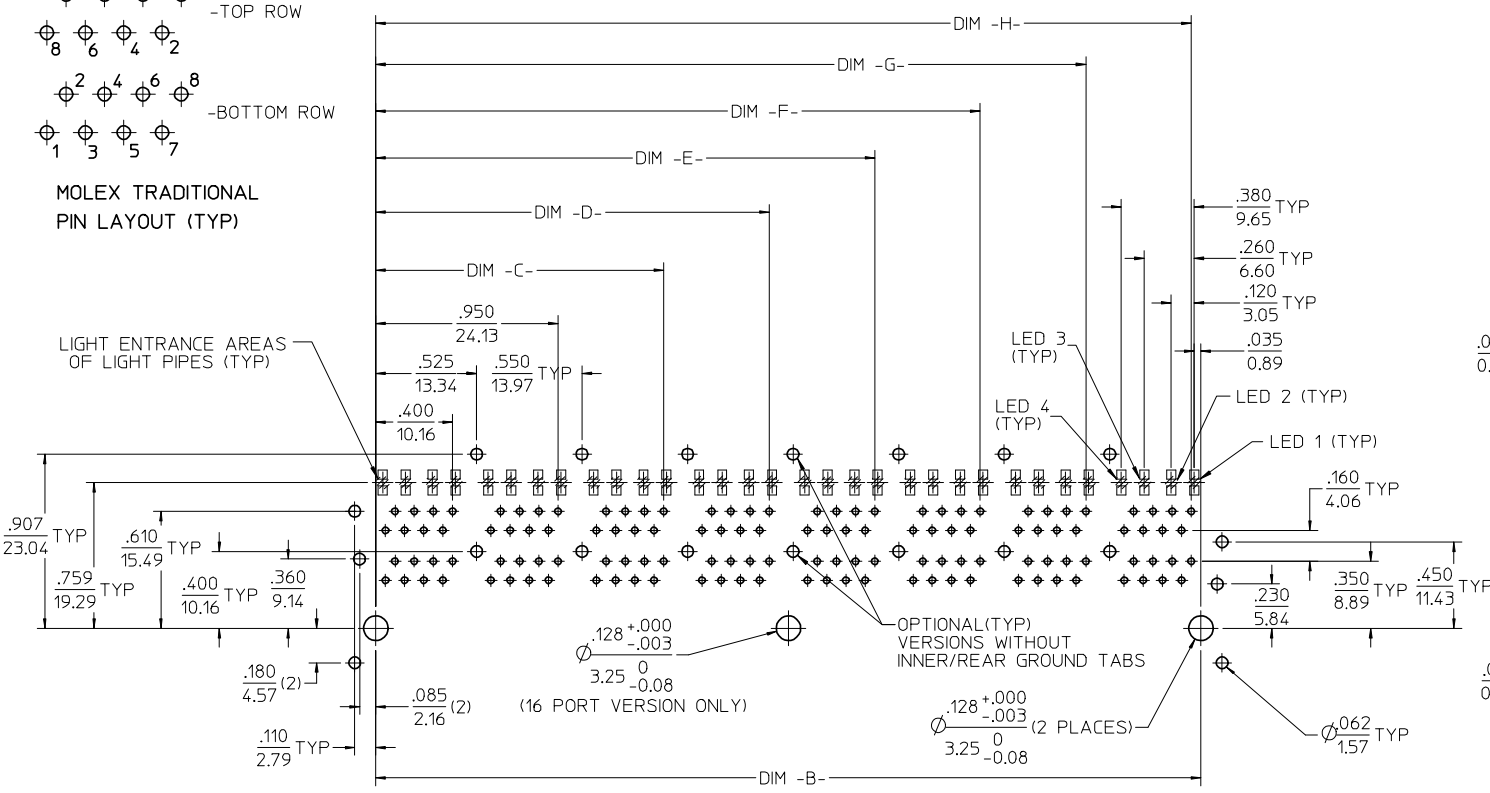 -TOP ROW
8 6 4 2
2 4 6 8
-BOTTOM ROW
1 3 5 7
MOLEX TRADITIONAL
PIN LAYOUT (TYP)
DIM -H-
DIM -G-
DIM -F-
DIM -E-
DIM -D-
DIM -C-
.950
24.13
.525
13.34
.550
13.97
TYP
.400
10.16
LIGHT ENTRANCE AREAS
OF LIGHT PIPES (TYP)
.380
9.65
TYP
.260
6.60
TYP
.120
3.05
TYP
.035
0.89
LED 3
(TYP)
LED 4
(TYP)
LED 2 (TYP)
LED 1 (TYP)
.160
4.06
TYP
.907
23.04
TYP
.759
19.29
TYP
.610
15.49
TYP
.400
10.16
TYP
.360
9.14
.180
4.57
(2)
.085
2.16
(2)
.110
2.79
TYP
Ø .128 +.000
-.003
3.25 0
-0.08
(16 PORT VERSION ONLY)
OPTIONAL(TYP)
VERSIONS WITHOUT
INNER/REAR GROUND TABS
Ø .128 +.000
-.003
(2 PLACES)
3.25 0
-0.08
.230
5.84
.350
8.89
TYP
.450
11.43
TYP
Ø .062
1.57
TYP
DIM -B-